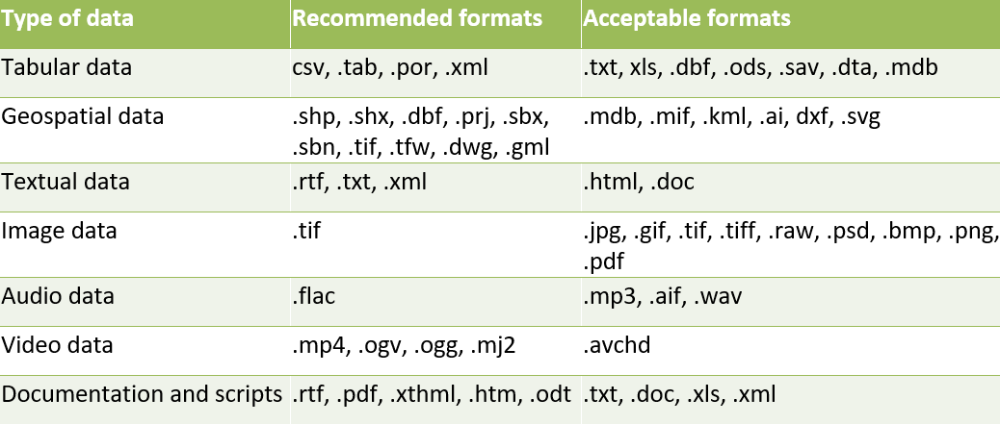 Type of data Recommended formats Acceptable formats
Tabular data csv, .tab, .por, .xml .txt, xls, .dbf, .ods, .sav, .dta, .mdb
Geospatial data .shp, .shx, .dbf, .prj, .sbx, .mdb, .mif, .kml, .ai, dxf, .svg
.sbn, .tif, .tfw, .dwg, .gml
Textual data .rtf, .txt, .xml .html, .doc
Image data .tif .jpg, .gif, .tif, .tiff, .raw, .psd, .bmp, .png,
.pdf
Audio data .flac .mp3, .aif, .wav
Video data .mp4, .ogv, .ogg, .mj2 .avchd
Documentation and scripts .rtf, .pdf, .xthml, .htm, .odt .txt, .doc, .xls, .xml